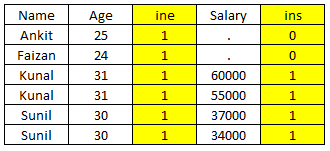 Name Age ine Salary ins
Ankit 25 1 . 0
Faizan 24 1 . 0
Kunal 31 1 60000 1
Kunal 31 1 55000 1
Sunil 30 1 37000 1
Sunil 30 1 34000 1